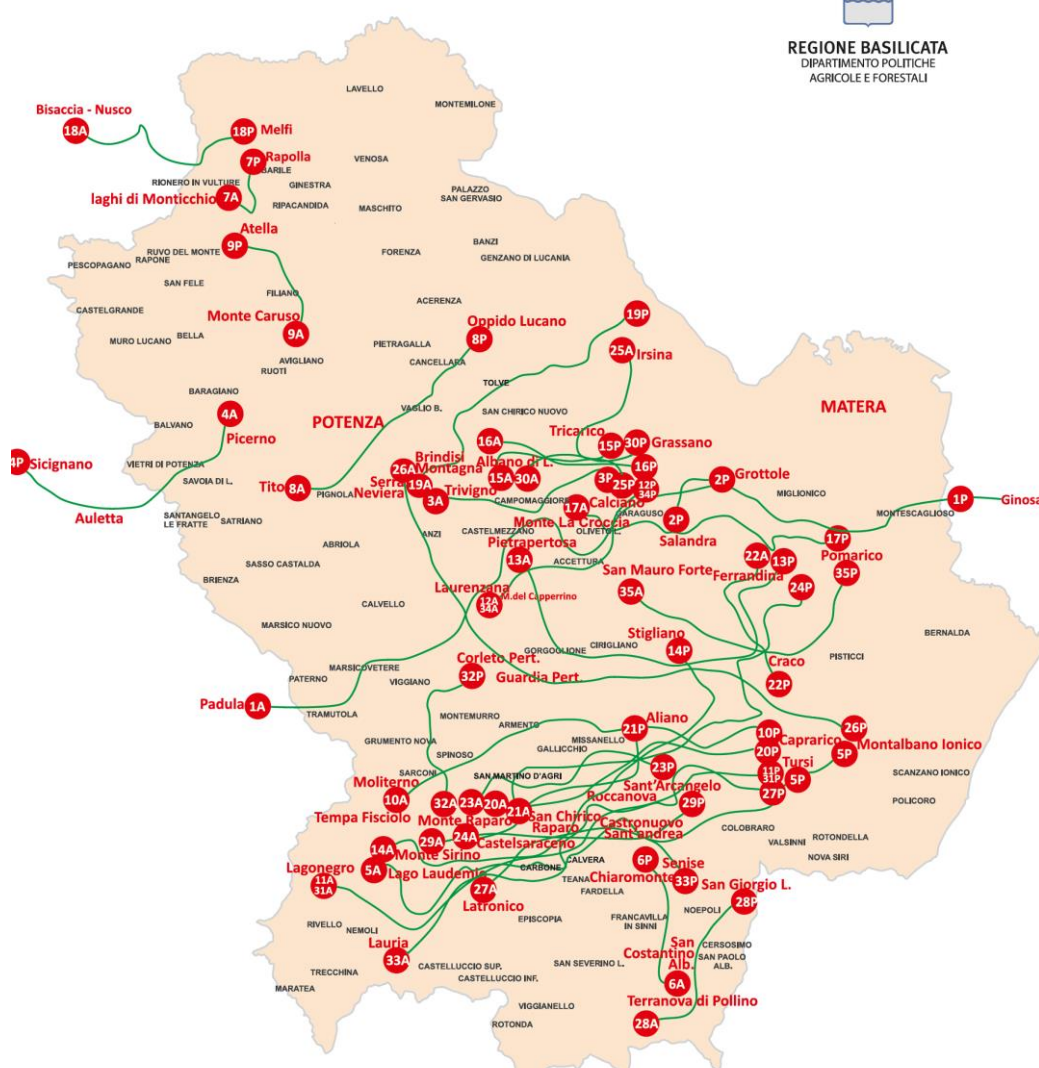 REGIONE BASILICATA
DIPARTIMENTO POLITICHE
AGRICOLE E FORESTALI
LAVELLO
MONTEMILONE
Bisaccia - Nusco
18A
18P
Melfi
7P
Rapolla
BARILE
VENOSA
RIONERO IN VULTURE
GINESTRA
laghi di Monticchio
7A
RIPACANDIDA
MASCHITO
PALAZZO
SAN GERVASIO
Atella
9P
RUVO DEL MONTE
RAPONE
PESCOPAGANO
FORENZA
BANZI
GENZANO DI LUCANIA
SAN FELE
FILIANO
ACERENZA
CASTELGRANDE
Monte Caruso
9A
MURO LUCANO
BELLA
AVIGLIANO
RUOTI
PIETRAGALLA
CANCELLARA
Oppido Lucano
8P
19P
25A
Irsina
TOLVE
BARAGIANO
4A
Picerno
BALVANO
POTENZA
VAGLIO B.
SAN CHIRICO NUOVO
MATERA
4P
Sicignano
VIETRI DI POTENZA
SAVOIA DI L.
Auletta
Tito
8A
PIGNOLA
SANTANGELO
LE FRATTE
SATRIANO
ABRIOLA
SASSO CASTALDA
BRIENZA
16A
Tricarico
15P
30P
Grassano
Brindisi
Montagna
26A
Albano di L.
16P
Serra
Neviera
19A
3A
Trivigno
15A
30A
CAMPOMAGGIORE
3P
25P
12P
34P
17A
Calciano
GARAGUSO
Monte La Croccia
OLIVETO L.
2P
Grottole
MIGLIONICO
1P
Ginosa
MONTESCAGLIOSO
2P
Salandra
ANZI
CASTELMEZZANO
Pietrapertosa
13A
ACCETTURA
17P
Pomarico
22A
13P
35P
Ferrandina
24P
San Mauro Forte
35A
Laurenzana
M.del Capperrino
12A
34A
CALVELLO
MARSICO NUOVO
Stigliano
14P
GORGOGLIONE
CIRIGLIANO
BERNALDA
PISTICCI
Craco
22P
Corleto Pert.
32P
Guardia Pert.
PATERNO
MARSICOVETERE
VIGGIANO
Padula
1A
TRAMUTOLA
MONTEMURRO
ARMENTO
Aliano
21P
MISSANELLO
GALLICCHIO
GRUMENTO NOVA
SPINOSO
SARCONI
SAN MARTINO D'AGRI
10P
Caprarico
20P
26P
Montalbano Ionico
5P
11P
31P
Tursi
5P
27P
SCANZANO IONICO
POLICORO
23P
Sant'Arcangelo
Roccanova
29P
Castronuovo
Sant'andrea
Moliterno
10A
Tempa Fisciolo
32A
23A
20A
21A
San Chirico
Raparo
Monte Raparo
29A
24A
Castelsaraceno
14A
Monte Sirino
5A
Lago Laudemio
Lagonegro
11A
31A
27A
Latronico
CARBONE
CALVERA
TEANA
FARDELLA
EPISCOPIA
COLOBRARO
VALSINNI
ROTONDELLA
NOVA SIRI
6P
Senise
Chiaromonte
33P
San Giorgio L.
28P
NOEPOLI
FRANCAVILLA
IN SINNI
RIVELLO
NEMOLI
Lauria
33A
TRECCHINA
MARATEA
CASTELLUCCIO SUP.
CASTELLUCCIO INF.
SAN SEVERINO L.
San
Costantino
Alb.
6A
CERSOSIMO
SAN PAOLO
ALB.
Terranova di Pollino
28A
VIGGIANELLO
ROTONDA